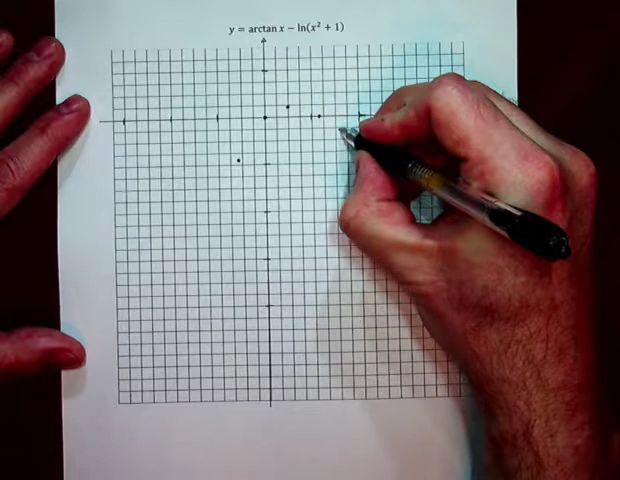 y = arctan x − ln(x² + 1)